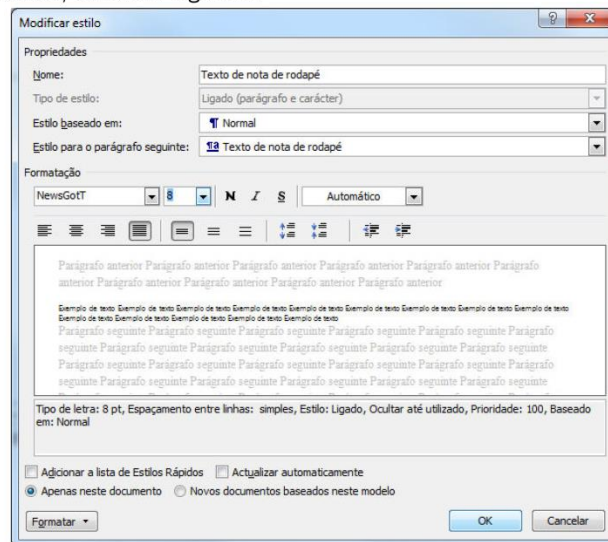 Modificar estilo
Propriedades
Nome: Texto de nota de rodapé
Tipo de estilo: Ligado (parágrafo e carácter)
Estilo baseado em: ¶ Normal
Estilo para o parágrafo seguinte: ¶a Texto de nota de rodapé
Formatação
NewsGotT 8 N I S Automático
Parágrafo anterior Parágrafo anterior Parágrafo anterior Parágrafo anterior Parágrafo anterior Parágrafo
anterior Parágrafo anterior Parágrafo anterior Parágrafo anterior Parágrafo anterior
Exemplo de texto Exemplo de texto Exemplo de texto Exemplo de texto Exemplo de texto Exemplo de texto Exemplo de texto Exemplo de texto
Exemplo de texto Exemplo de texto Exemplo de texto Exemplo de texto Exemplo de texto
Parágrafo seguinte Parágrafo seguinte Parágrafo seguinte Parágrafo seguinte Parágrafo
seguinte Parágrafo seguinte Parágrafo seguinte Parágrafo seguinte Parágrafo seguinte
Parágrafo seguinte Parágrafo seguinte Parágrafo seguinte Parágrafo seguinte Parágrafo
seguinte Parágrafo seguinte Parágrafo seguinte Parágrafo seguinte Parágrafo seguinte
Tipo de letra: 8 pt, Espaçamento entre linhas: simples, Estilo: Ligado, Ocultar até utilizado, Prioridade: 100, Baseado
em: Normal
Adicionar a lista de Estilos Rápidos Actualizar automaticamente
Apenas neste documento Novos documentos baseados neste modelo
Formatar OK Cancelar